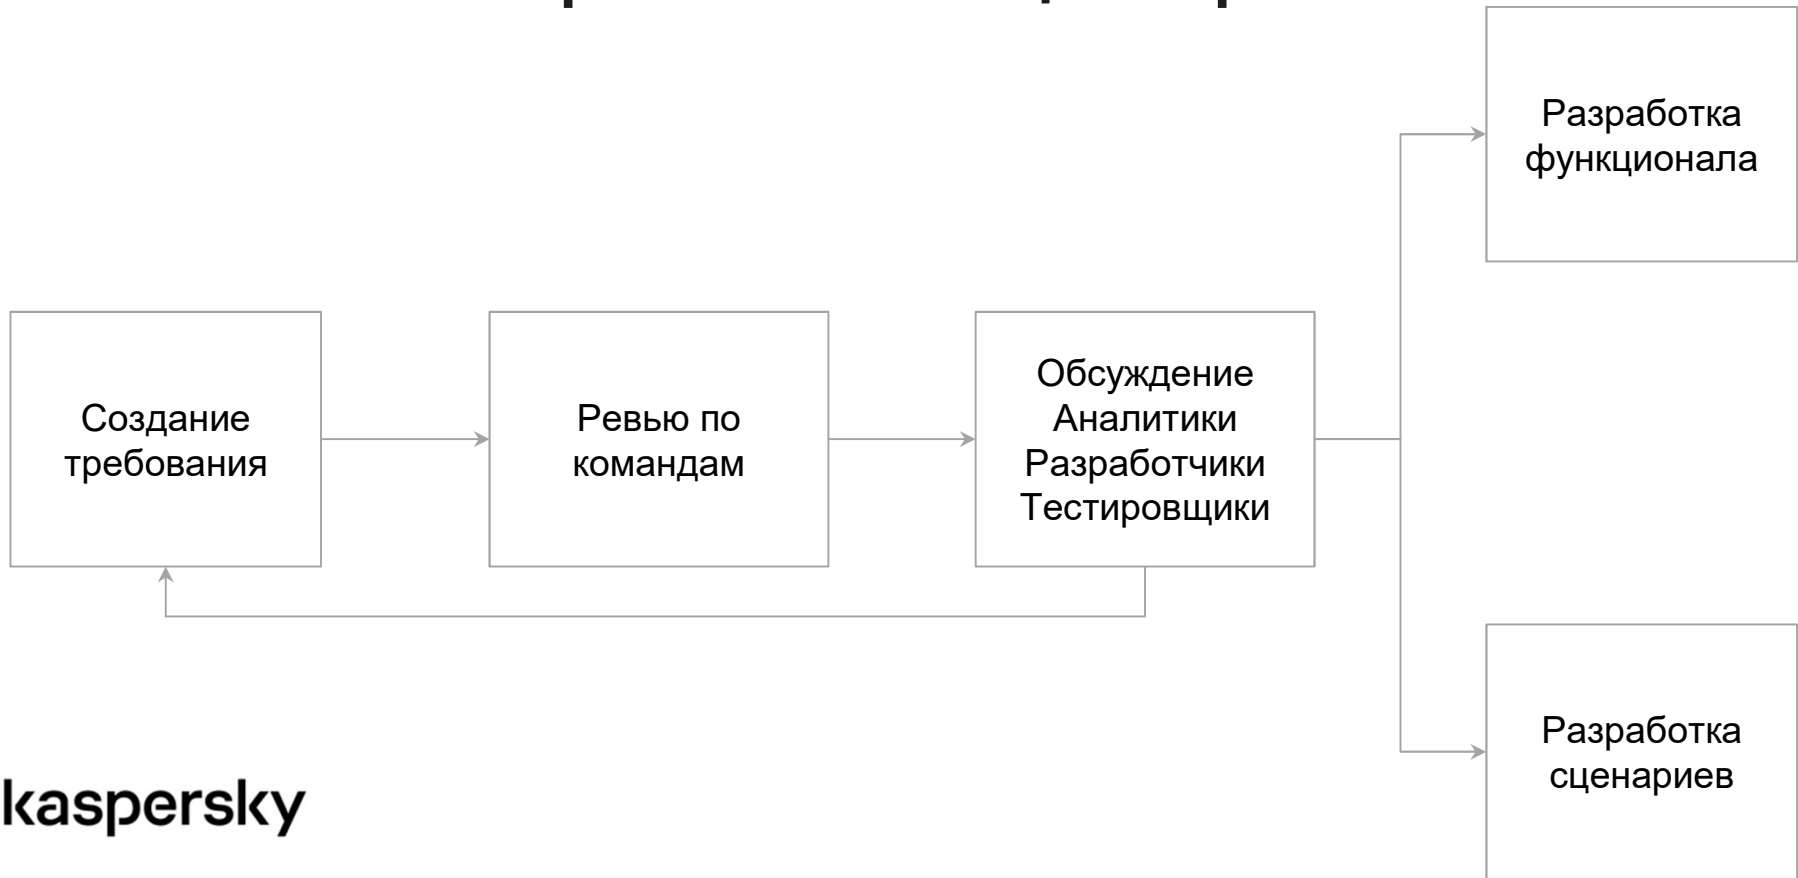 Создание
требования
Ревью по
командам
Обсуждение
Аналитики
Разработчики
Тестировщики
Разработка
функционала
Разработка
сценариев
kaspersky